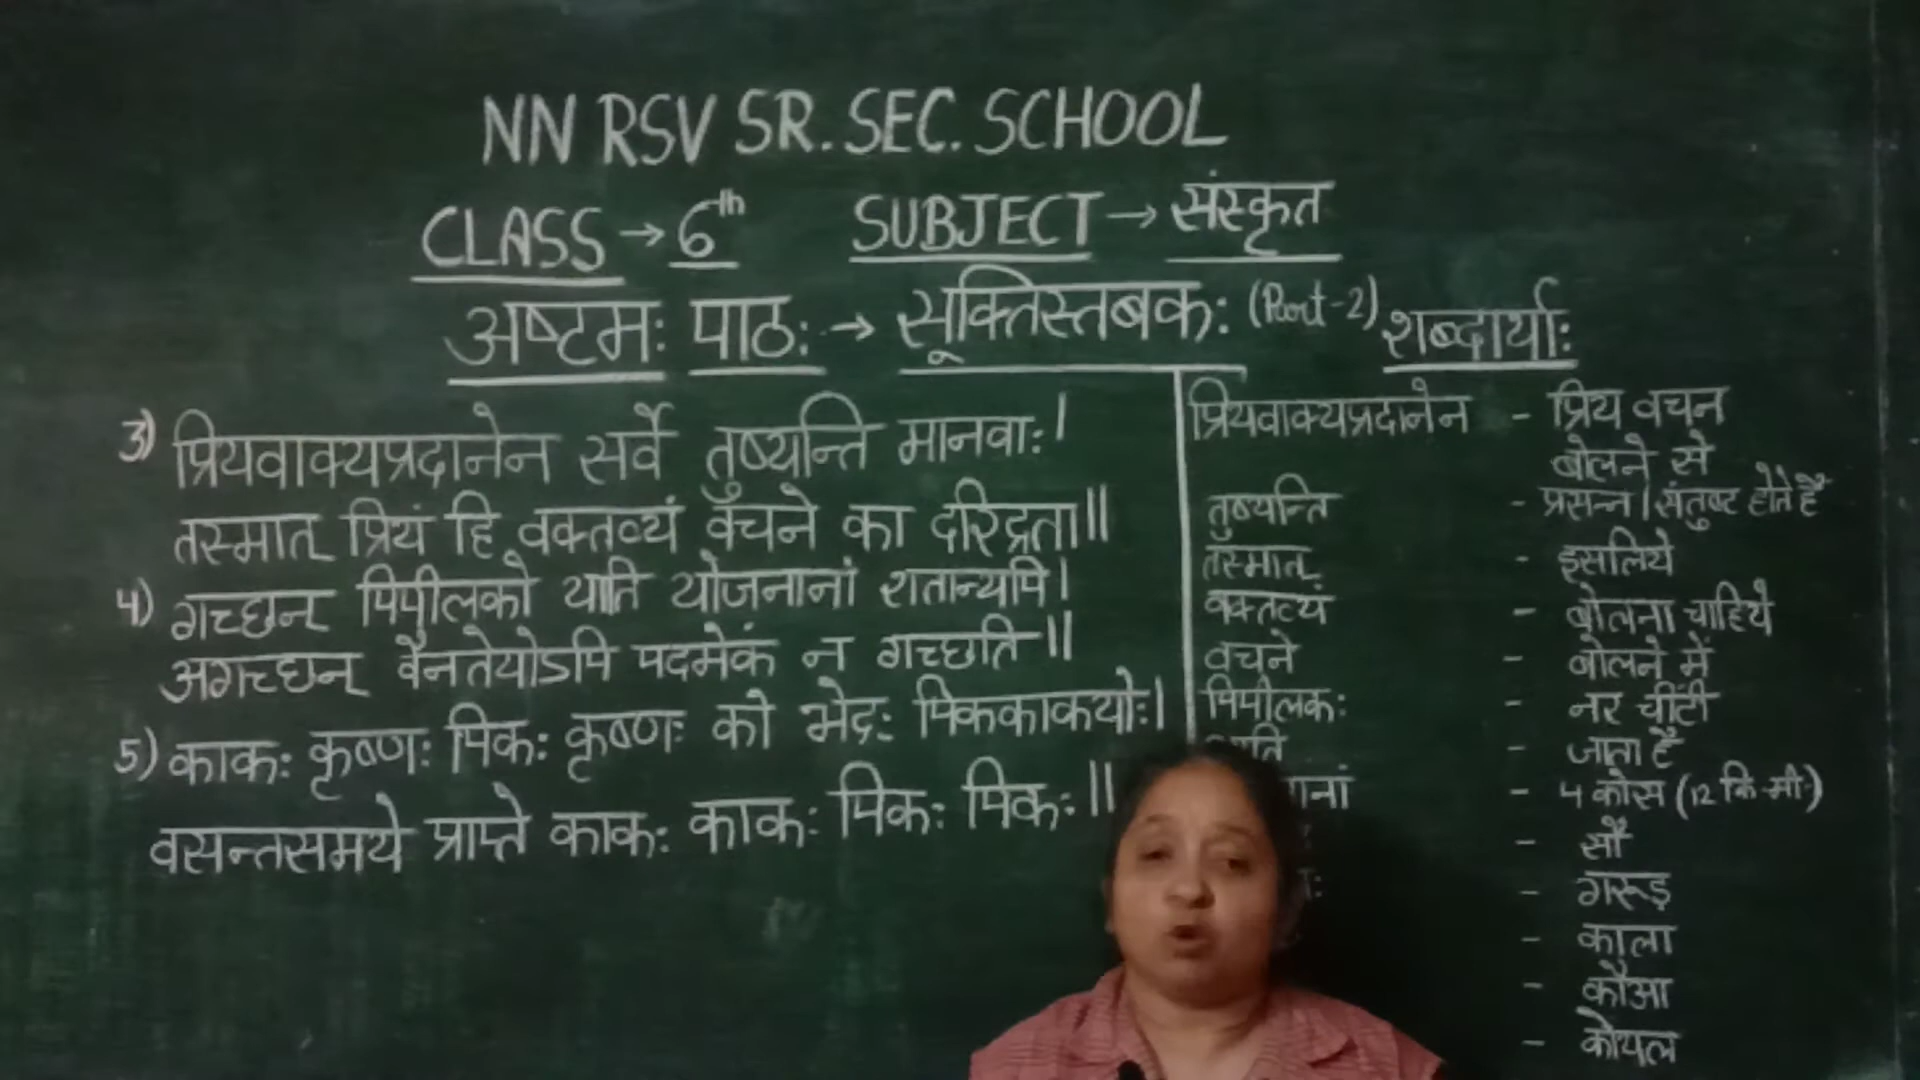 NN RSV SR. SEC. SCHOOL
CLASS → 6th SUBJECT → संस्कृत
अष्टमः पाठः → सूक्तिस्तबकः (Part-2)
3) प्रियवाक्यप्रदानेन सर्वे तुष्यन्ति मानवाः।
तस्मात् प्रियं हि वक्तव्यं वचने का दरिद्रता॥
4) गच्छन् पिपीलको याति योजनानां शतान्यपि।
अगच्छन् वैनतेयोऽपि पदमेकं न गच्छति॥
5) काकः कृष्णः पिकः कृष्णः को भेदः पिककाकयोः।
वसन्तसमये प्राप्ते काकः काकः पिकः पिकः॥
शब्दार्थाः
प्रियवाक्यप्रदानेन - प्रिय वचन
बोलने से
तुष्यन्ति - प्रसन्न।संतुष्ट होते हैं
तस्मात् - इसलिये
वक्तव्यं - बोलना चाहिये
वचने - बोलने में
पिपीलकः - नर चींटी
- जाता है
- 4 कोस (12 कि.मी.)
- सौ
- गरूड़
- काला
- कौआ
- कोयल